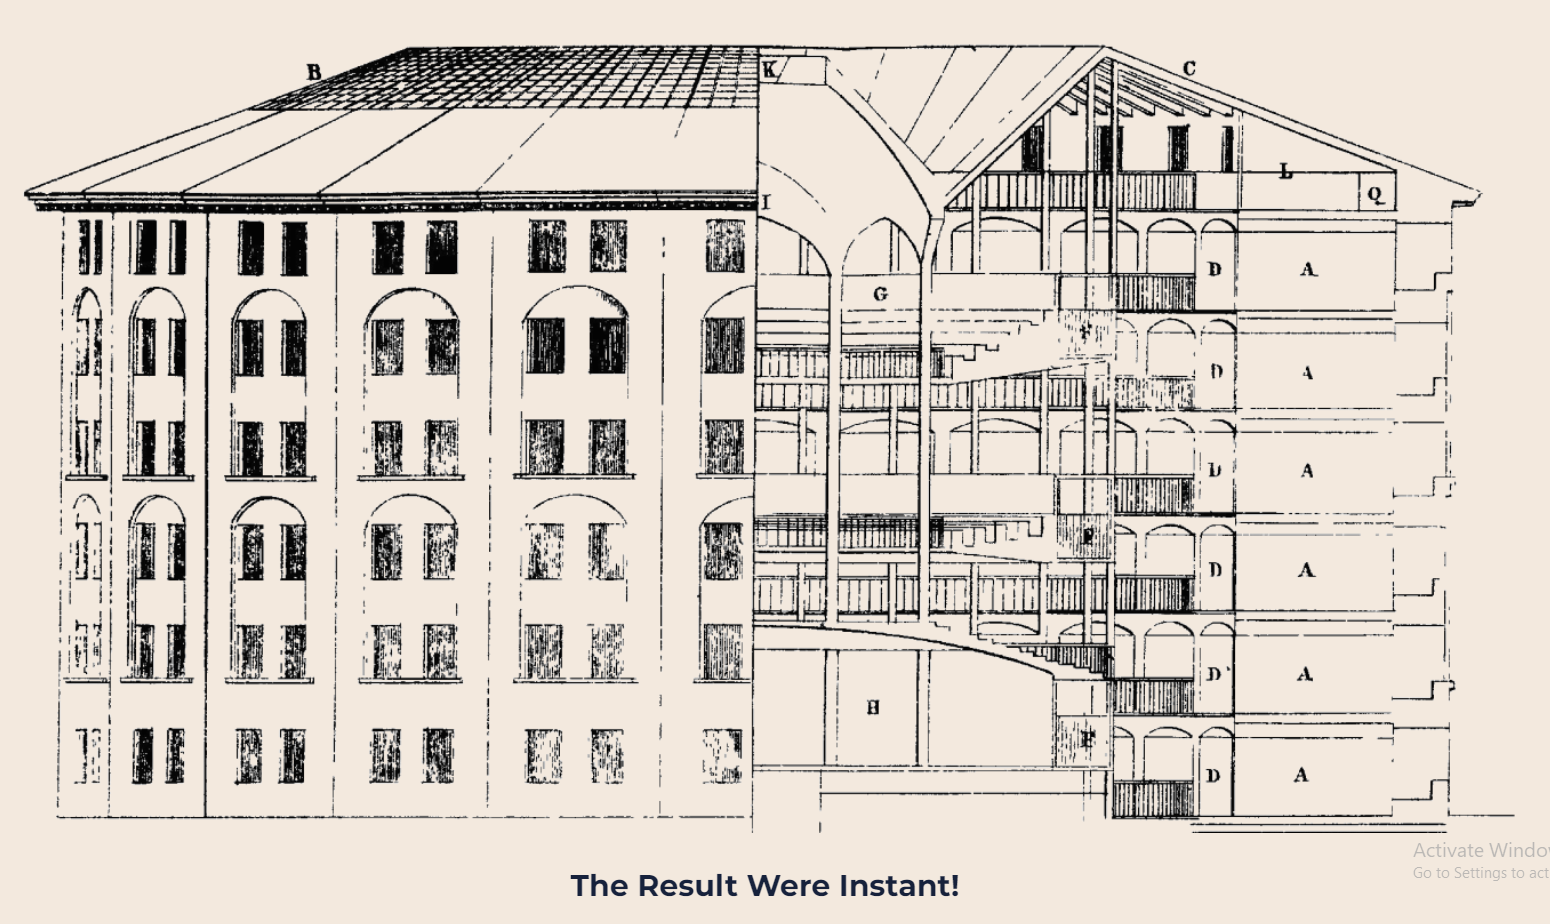 B
C
K
L
Q
I
D A
G
F
D A
D A
F
D A
D A
H
F
D A
Activate Windo
Go to Settings to act
The Result Were Instant!